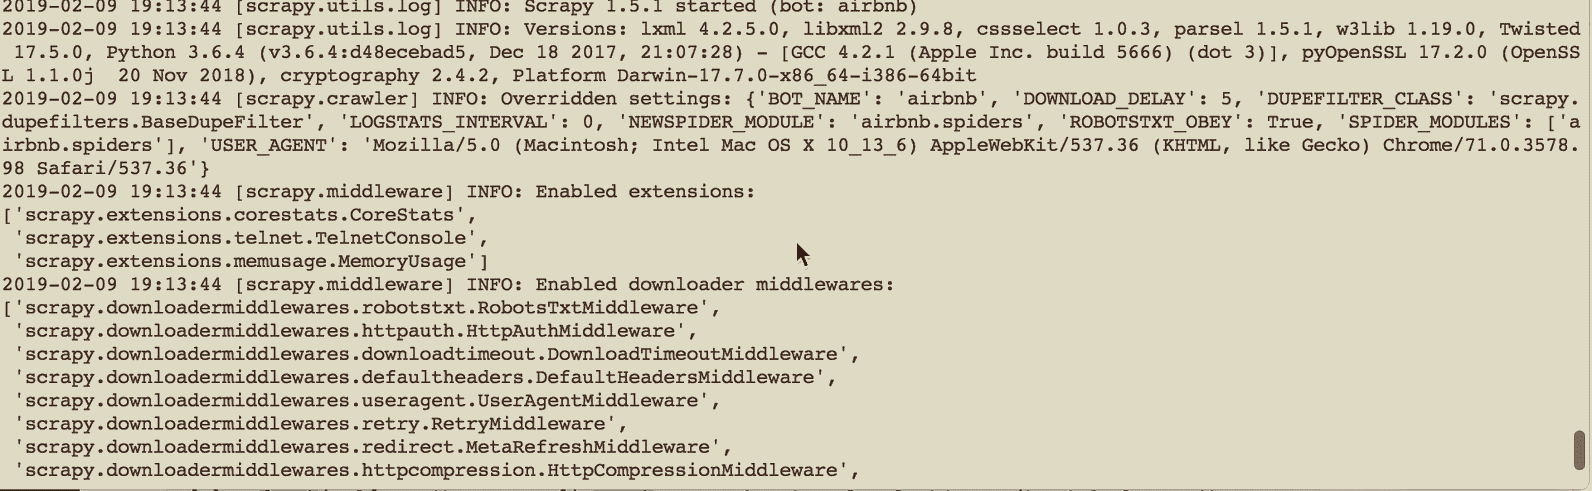 2019-02-09 19:13:44 [scrapy.utils.log] INFO: Scrapy 1.5.1 started (bot: airbnb)
2019-02-09 19:13:44 [scrapy.utils.log] INFO: Versions: lxml 4.2.5.0, libxml2 2.9.8, cssselect 1.0.3, parsel 1.5.1, w3lib 1.19.0, Twisted
 17.5.0, Python 3.6.4 (v3.6.4:d48ecebad5, Dec 18 2017, 21:07:28) - [GCC 4.2.1 (Apple Inc. build 5666) (dot 3)], pyOpenSSL 17.2.0 (OpenSS
L 1.1.0j  20 Nov 2018), cryptography 2.4.2, Platform Darwin-17.7.0-x86_64-i386-64bit
2019-02-09 19:13:44 [scrapy.crawler] INFO: Overridden settings: {'BOT_NAME': 'airbnb', 'DOWNLOAD_DELAY': 5, 'DUPEFILTER_CLASS': 'scrapy.
dupefilters.BaseDupeFilter', 'LOGSTATS_INTERVAL': 0, 'NEWSPIDER_MODULE': 'airbnb.spiders', 'ROBOTSTXT_OBEY': True, 'SPIDER_MODULES': ['a
irbnb.spiders'], 'USER_AGENT': 'Mozilla/5.0 (Macintosh; Intel Mac OS X 10_13_6) AppleWebKit/537.36 (KHTML, like Gecko) Chrome/71.0.3578.
98 Safari/537.36'}
2019-02-09 19:13:44 [scrapy.middleware] INFO: Enabled extensions:
['scrapy.extensions.corestats.CoreStats',
 'scrapy.extensions.telnet.TelnetConsole',
 'scrapy.extensions.memusage.MemoryUsage']
2019-02-09 19:13:44 [scrapy.middleware] INFO: Enabled downloader middlewares:
['scrapy.downloadermiddlewares.robotstxt.RobotsTxtMiddleware',
 'scrapy.downloadermiddlewares.httpauth.HttpAuthMiddleware',
 'scrapy.downloadermiddlewares.downloadtimeout.DownloadTimeoutMiddleware',
 'scrapy.downloadermiddlewares.defaultheaders.DefaultHeadersMiddleware',
 'scrapy.downloadermiddlewares.useragent.UserAgentMiddleware',
 'scrapy.downloadermiddlewares.retry.RetryMiddleware',
 'scrapy.downloadermiddlewares.redirect.MetaRefreshMiddleware',
 'scrapy.downloadermiddlewares.httpcompression.HttpCompressionMiddleware',